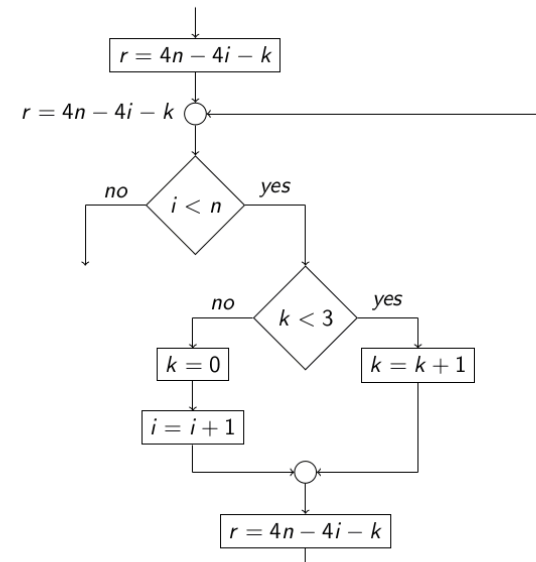 r = 4n − 4i − k
r = 4n − 4i − k
no
yes
i < n
no
yes
k < 3
k = 0
k = k + 1
i = i + 1
r = 4n − 4i − k